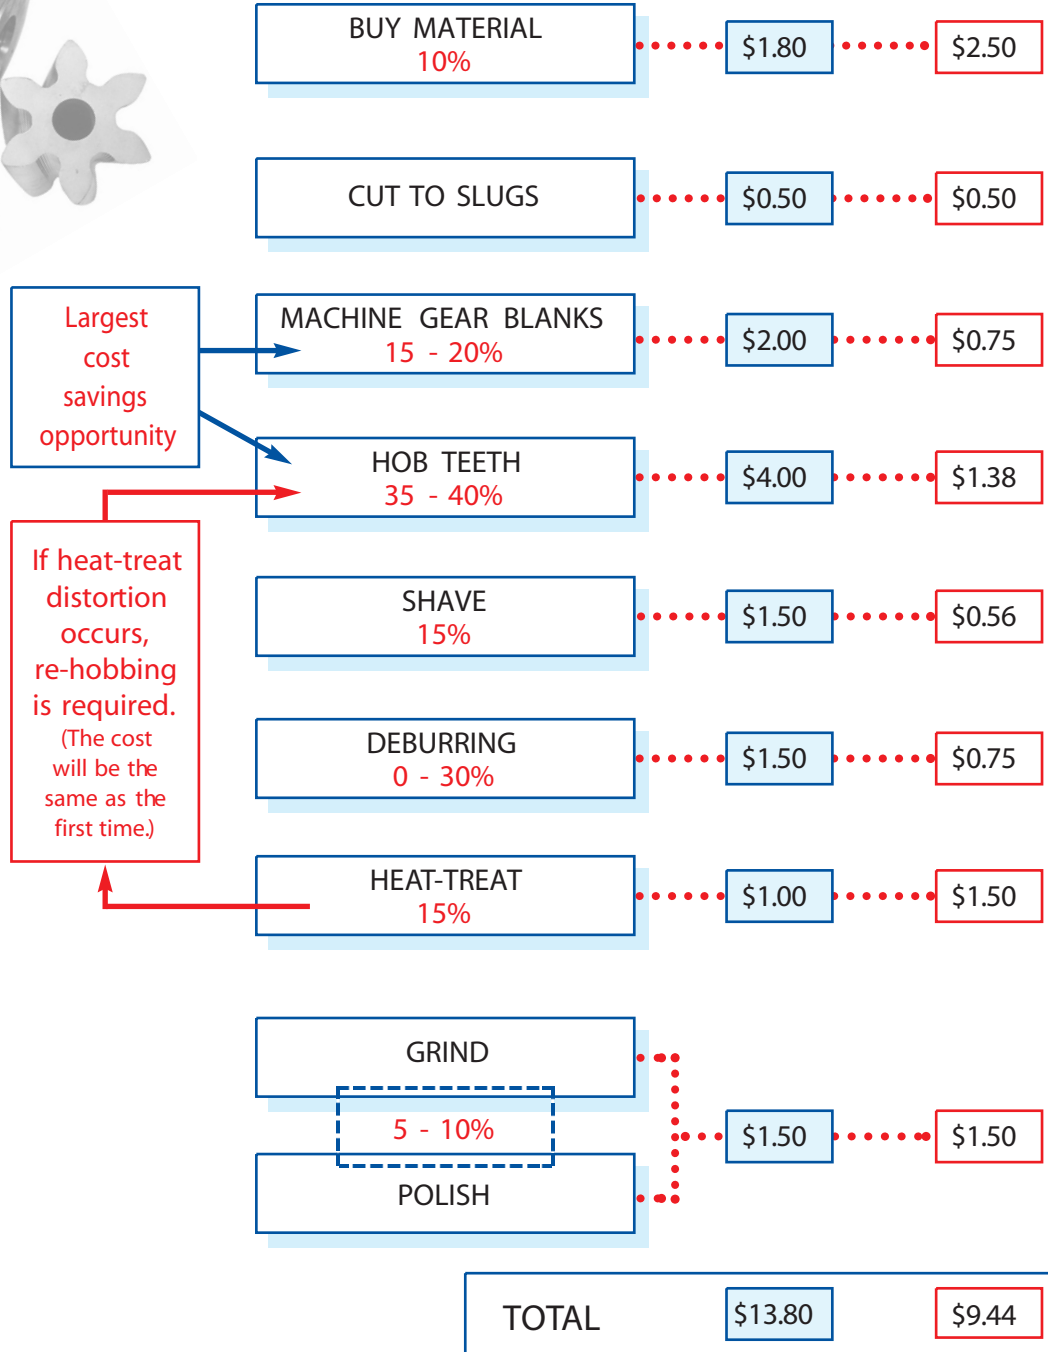 BUY MATERIAL
10%
$1.80
$2.50
CUT TO SLUGS
$0.50
$0.50
Largest
cost
savings
opportunity
MACHINE GEAR BLANKS
15 - 20%
$2.00
$0.75
HOB TEETH
35 - 40%
$4.00
$1.38
If heat-treat
distortion
occurs,
re-hobbing
is required.
(The cost
will be the
same as the
first time.)
SHAVE
15%
$1.50
$0.56
DEBURRING
0 - 30%
$1.50
$0.75
HEAT-TREAT
15%
$1.00
$1.50
GRIND
5 - 10%
POLISH
$1.50
$1.50
TOTAL
$13.80
$9.44